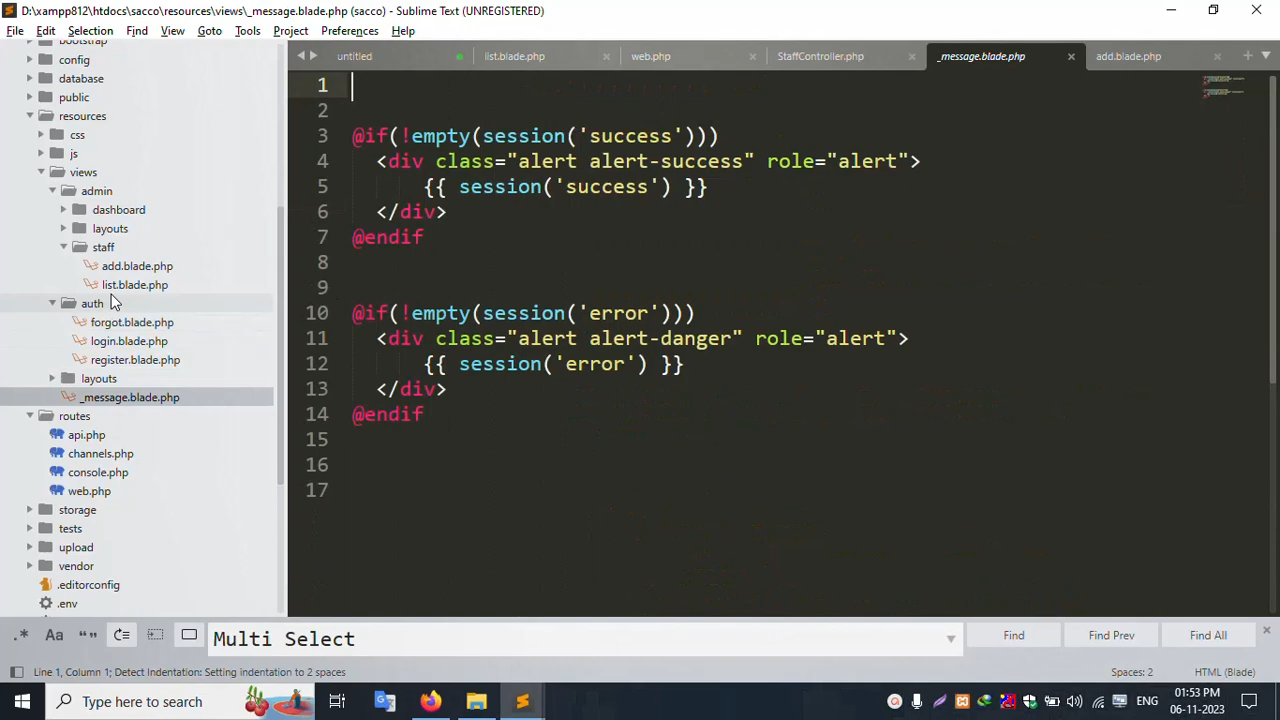 D:\xampp812\htdocs\sacco\resources\views\_message.blade.php (sacco) - Sublime Text (UNREGISTERED)
File Edit Selection Find View Goto Tools Project Preferences Help
untitled list.blade.php web.php StaffController.php _message.blade.php add.blade.php
bootstrap
config
database
public
resources
css
js
views
admin
dashboard
layouts
staff
add.blade.php
list.blade.php
auth
forgot.blade.php
login.blade.php
register.blade.php
layouts
_message.blade.php
routes
api.php
channels.php
console.php
web.php
storage
tests
upload
vendor
.editorconfig
.env
1
2
3 @if(!empty(session('success')))
4 <div class="alert alert-success" role="alert">
5 {{ session('success') }}
6 </div>
7 @endif
8
9
10 @if(!empty(session('error')))
11 <div class="alert alert-danger" role="alert">
12 {{ session('error') }}
13 </div>
14 @endif
15
16
17
.* Aa “” Multi Select Find Find Prev Find All
Line 1, Column 1; Detect Indentation: Setting indentation to 2 spaces Spaces: 2 HTML (Blade)
Type here to search ENG 01:53 PM
06-11-2023